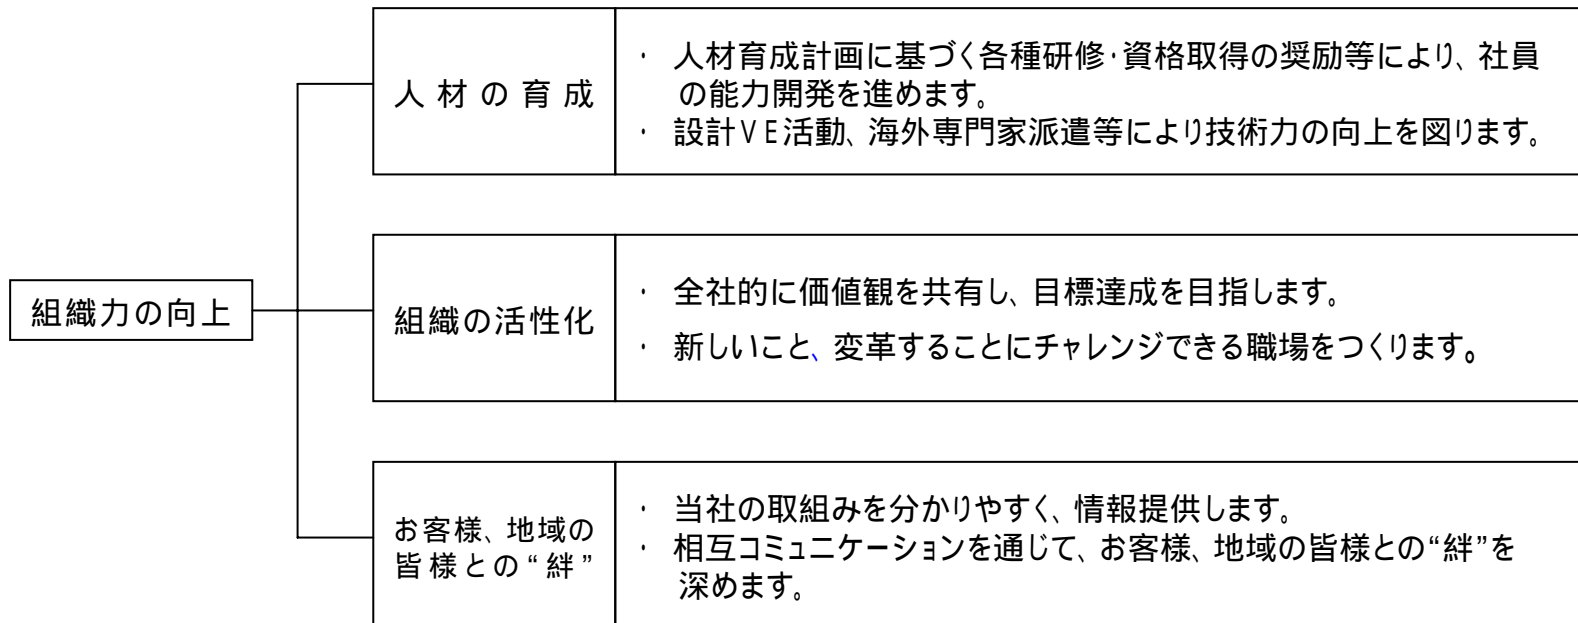 人材の育成
・ 人材育成計画に基づく各種研修・資格取得の奨励等により、社員
の能力開発を進めます。
・ 設計VE活動、海外専門家派遣等により技術力の向上を図ります。
組織力の向上
組織の活性化
・ 全社的に価値観を共有し、目標達成を目指します。
・ 新しいこと、変革することにチャレンジできる職場をつくります。
お客様、地域の
皆様との“絆”
・ 当社の取組みを分かりやすく、情報提供します。
・ 相互コミュニケーションを通じて、お客様、地域の皆様との“絆”を
深めます。